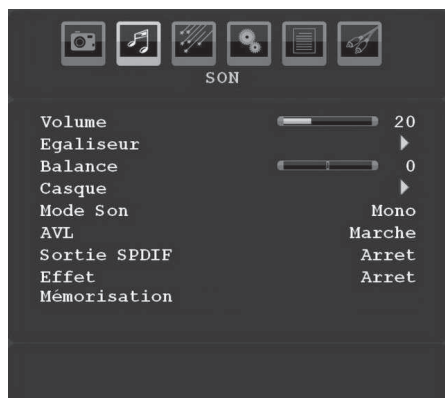 SON
Volume 20
Egaliseur
Balance 0
Casque
Mode Son Mono
AVL Marche
Sortie SPDIF Arret
Effet Arret
Mémorisation